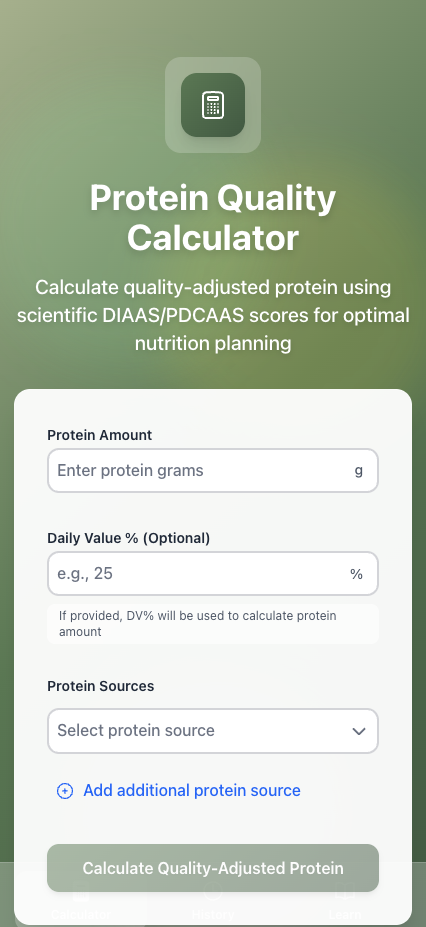 Protein Quality
Calculator
Calculate quality-adjusted protein using
scientific DIAAS/PDCAAS scores for optimal
nutrition planning
Protein Amount
Enter protein grams
g
Daily Value % (Optional)
e.g., 25
%
If provided, DV% will be used to calculate protein
amount
Protein Sources
Select protein source
Add additional protein source
Calculate Quality-Adjusted Protein
Calculator History Learn